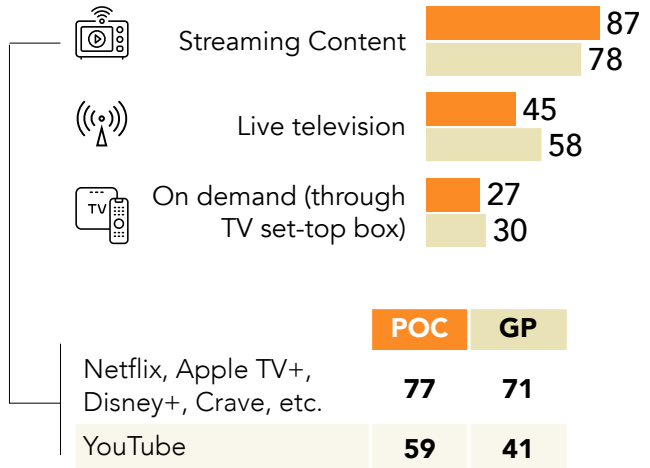 Streaming Content
87
78
Live television
45
58
TV
On demand (through
TV set-top box)
27
30
POC GP
Netflix, Apple TV+,
Disney+, Crave, etc.
77 71
YouTube 59 41